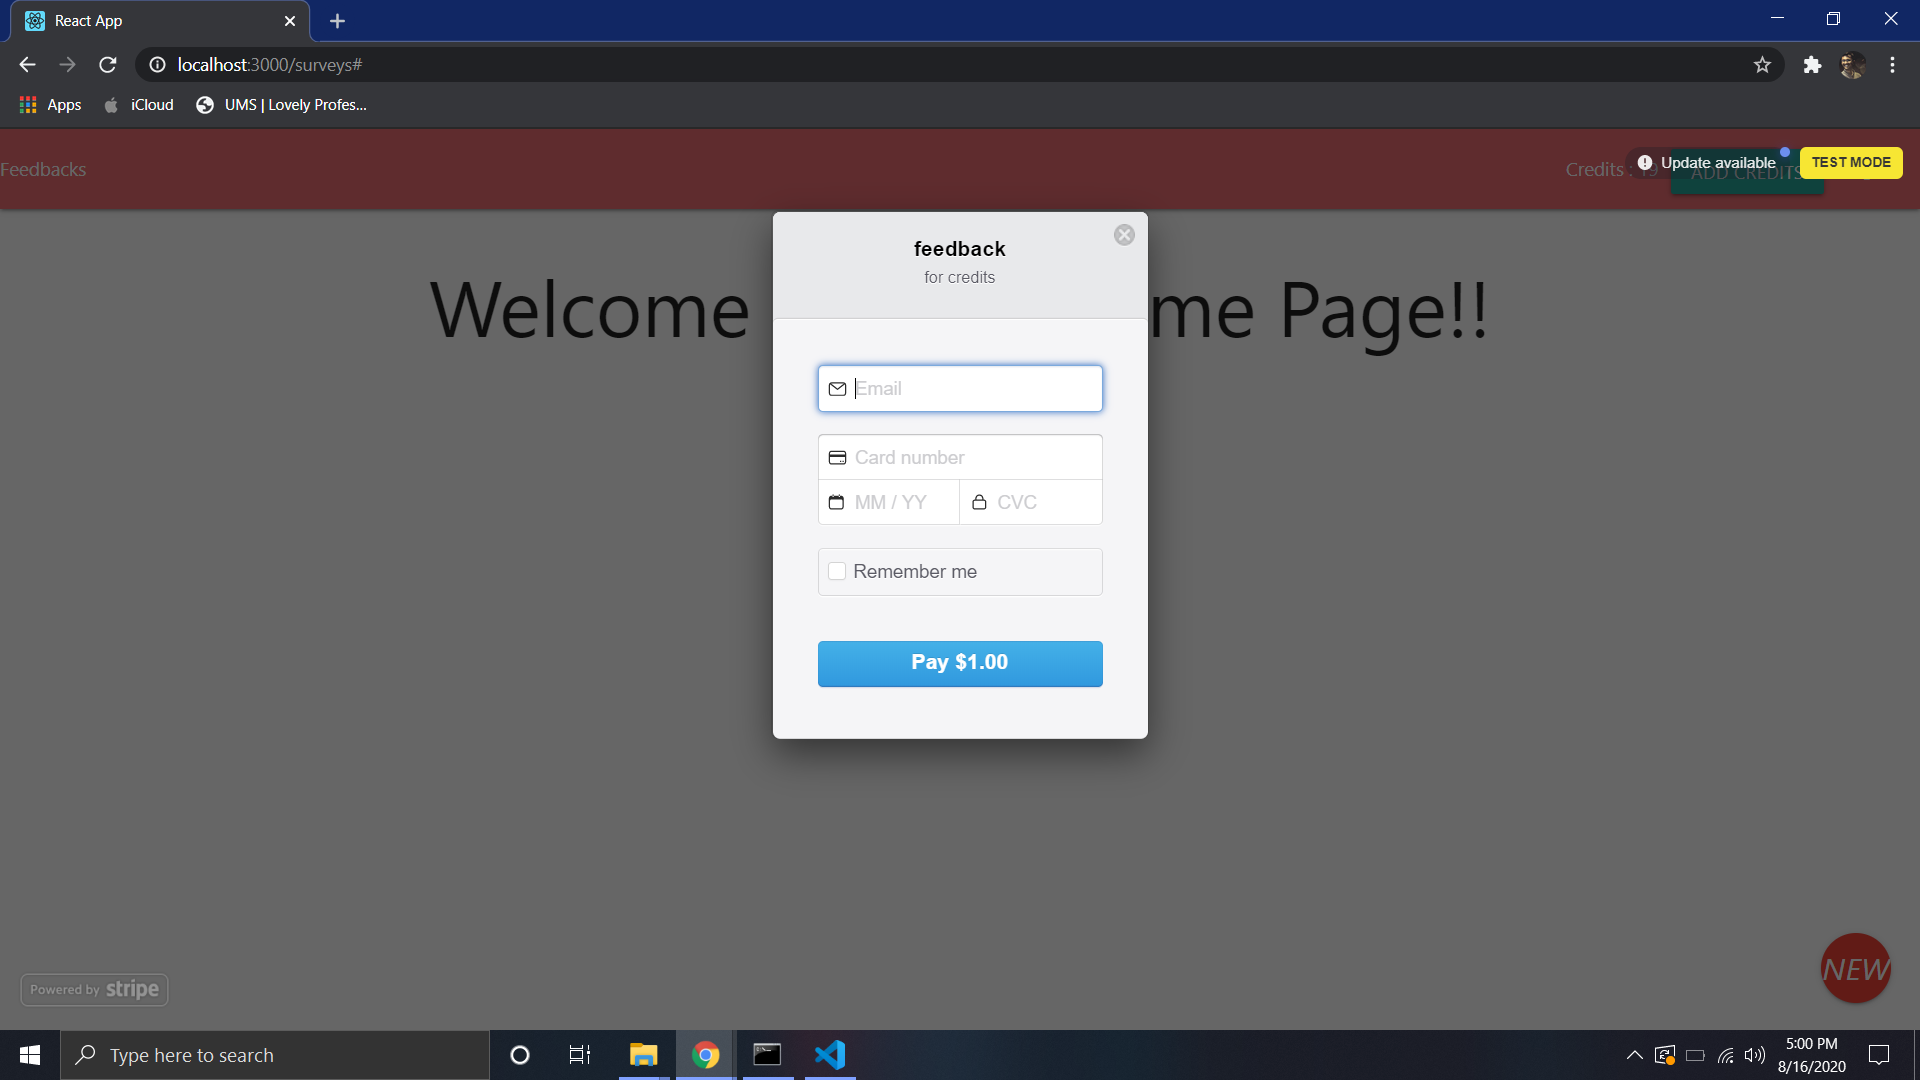 React App
localhost:3000/surveys#
Apps
iCloud
UMS | Lovely Profes...
Feedbacks
Credits : 19
ADD CREDITS
Update available
TEST MODE
feedback
for credits
Welcome
me Page!!
Email
Card number
MM / YY
CVC
Remember me
Pay $1.00
NEW
Powered by stripe
Type here to search
5:00 PM
8/16/2020